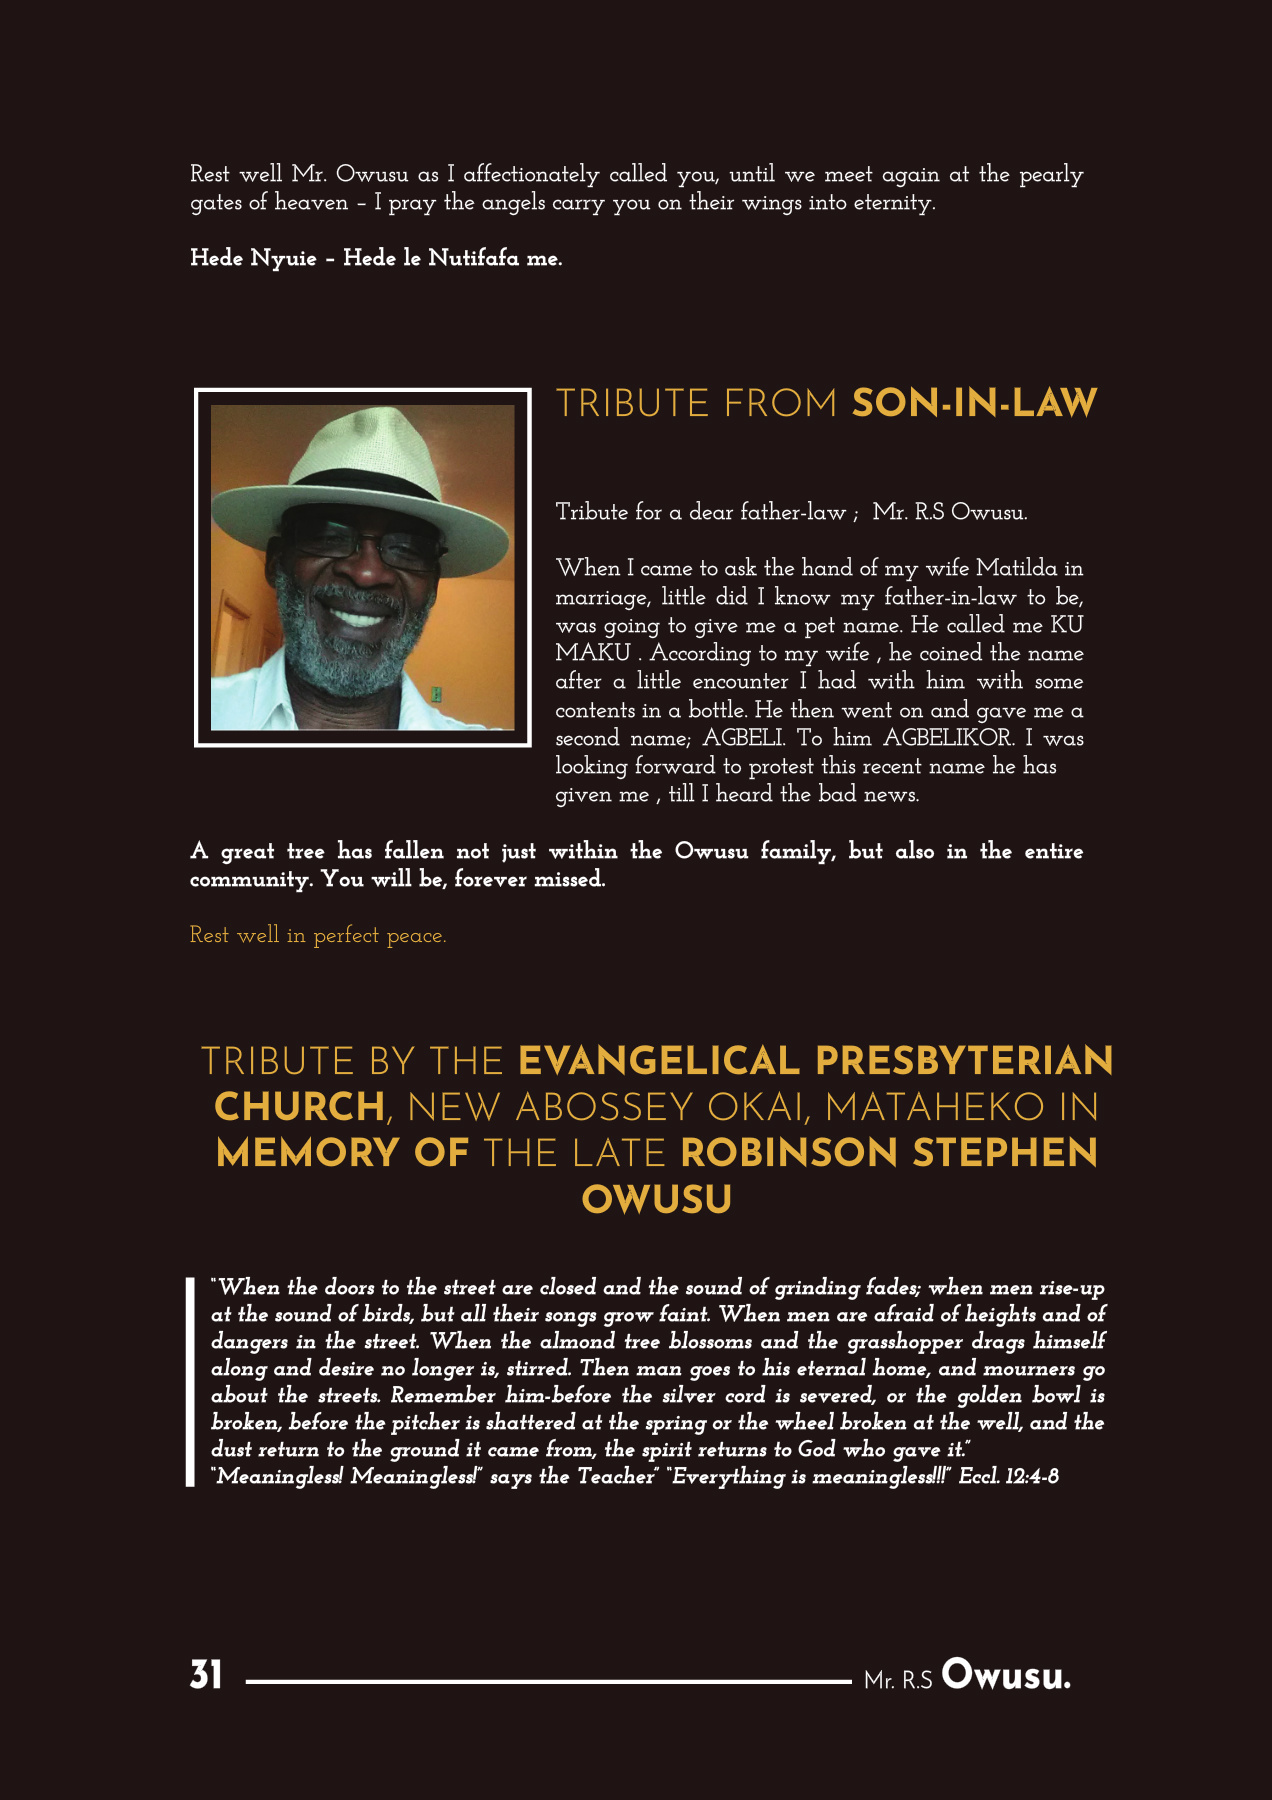 Rest well Mr. Owusu as I affectionately called you, until we meet again at the pearly
gates of heaven – I pray the angels carry you on their wings into eternity.
Hede Nyuie – Hede le Nutifafa me.
TRIBUTE FROM SON-IN-LAW
Tribute for a dear father-law ; Mr. R.S Owusu.
When I came to ask the hand of my wife Matilda in
marriage, little did I know my father-in-law to be,
was going to give me a pet name. He called me KU
MAKU . According to my wife , he coined the name
after a little encounter I had with him with some
contents in a bottle. He then went on and gave me a
second name; AGBELI. To him AGBELIKOR. I was
looking forward to protest this recent name he has
given me , till I heard the bad news.
A great tree has fallen not just within the Owusu family, but also in the entire
community. You will be, forever missed.
Rest well in perfect peace.
TRIBUTE BY THE EVANGELICAL PRESBYTERIAN
CHURCH, NEW ABOSSEY OKAI, MATAHEKO IN
MEMORY OF THE LATE ROBINSON STEPHEN
OWUSU
"When the doors to the street are closed and the sound of grinding fades; when men rise-up
at the sound of birds, but all their songs grow faint. When men are afraid of heights and of
dangers in the street. When the almond tree blossoms and the grasshopper drags himself
along and desire no longer is, stirred. Then man goes to his eternal home, and mourners go
about the streets. Remember him-before the silver cord is severed, or the golden bowl is
broken, before the pitcher is shattered at the spring or the wheel broken at the well, and the
dust return to the ground it came from, the spirit returns to God who gave it."
"Meaningless! Meaningless!" says the Teacher" "Everything is meaningless!!!" Eccl. 12:4-8
31 Mr. R.S Owusu.